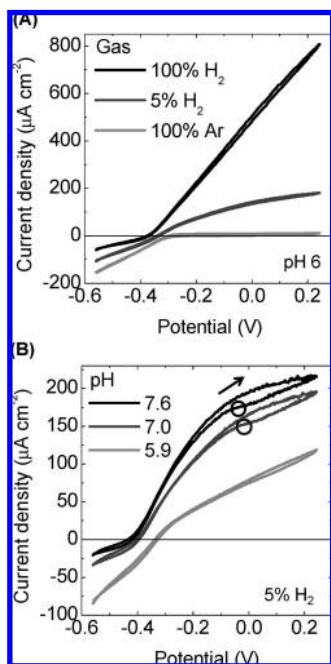 (A)
Gas
100% H₂
5% H₂
100% Ar
Current density (µA cm⁻²)
800
600
400
200
0
-200
pH 6
-0.6 -0.4 -0.2 0.0 0.2
Potential (V)
(B)
pH
7.6
7.0
5.9
Current density (µA cm⁻²)
200
150
100
50
0
-50
-100
5% H₂
-0.6 -0.4 -0.2 0.0 0.2
Potential (V)